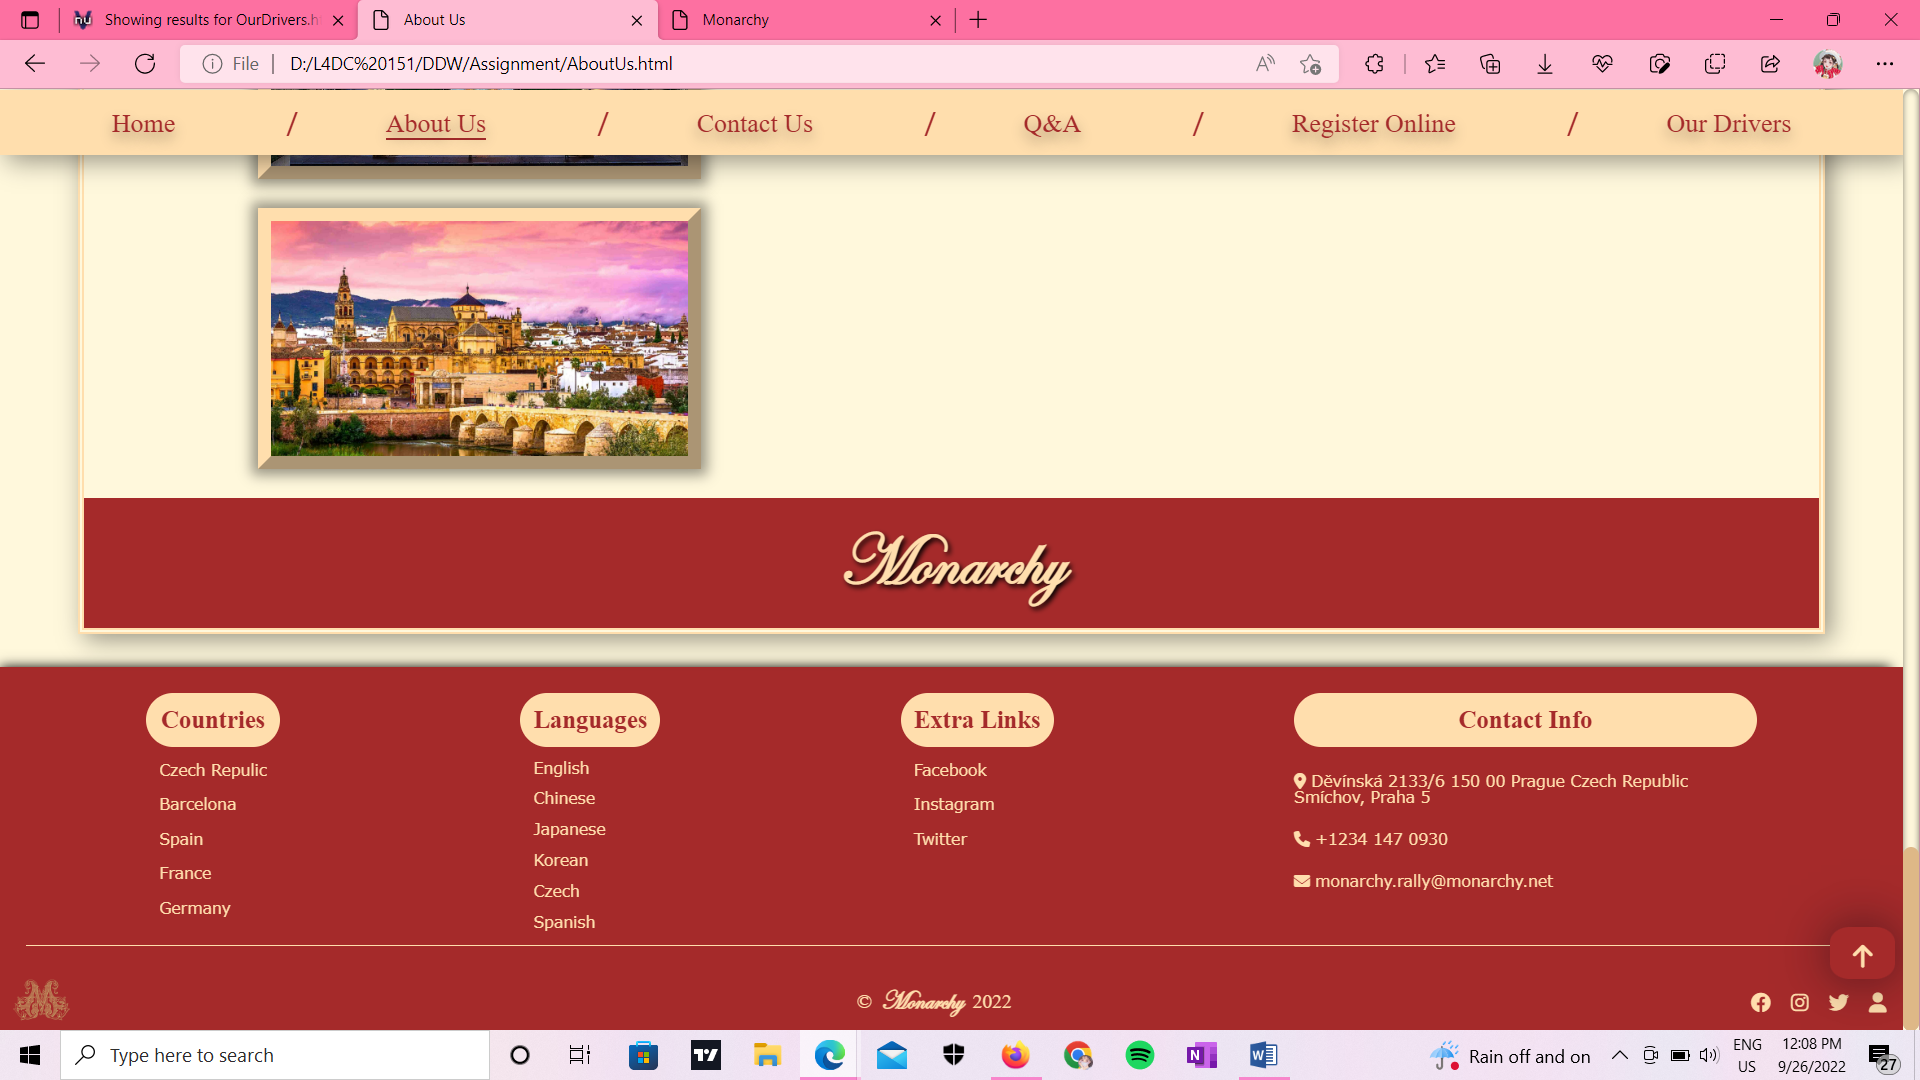 Showing results for OurDrivers.h
About Us
Monarchy
File
D:/L4DC%20151/DDW/Assignment/AboutUs.html
Home / About Us / Contact Us / Q&A / Register Online / Our Drivers
Monarchy
Countries
Czech Repulic
Barcelona
Spain
France
Germany
Languages
English
Chinese
Japanese
Korean
Czech
Spanish
Extra Links
Facebook
Instagram
Twitter
Contact Info
Děvínská 2133/6 150 00 Prague Czech Republic
Smíchov, Praha 5
+1234 147 0930
monarchy.rally@monarchy.net
© Monarchy 2022
Type here to search
Rain off and on
ENG
US
12:08 PM
9/26/2022
27